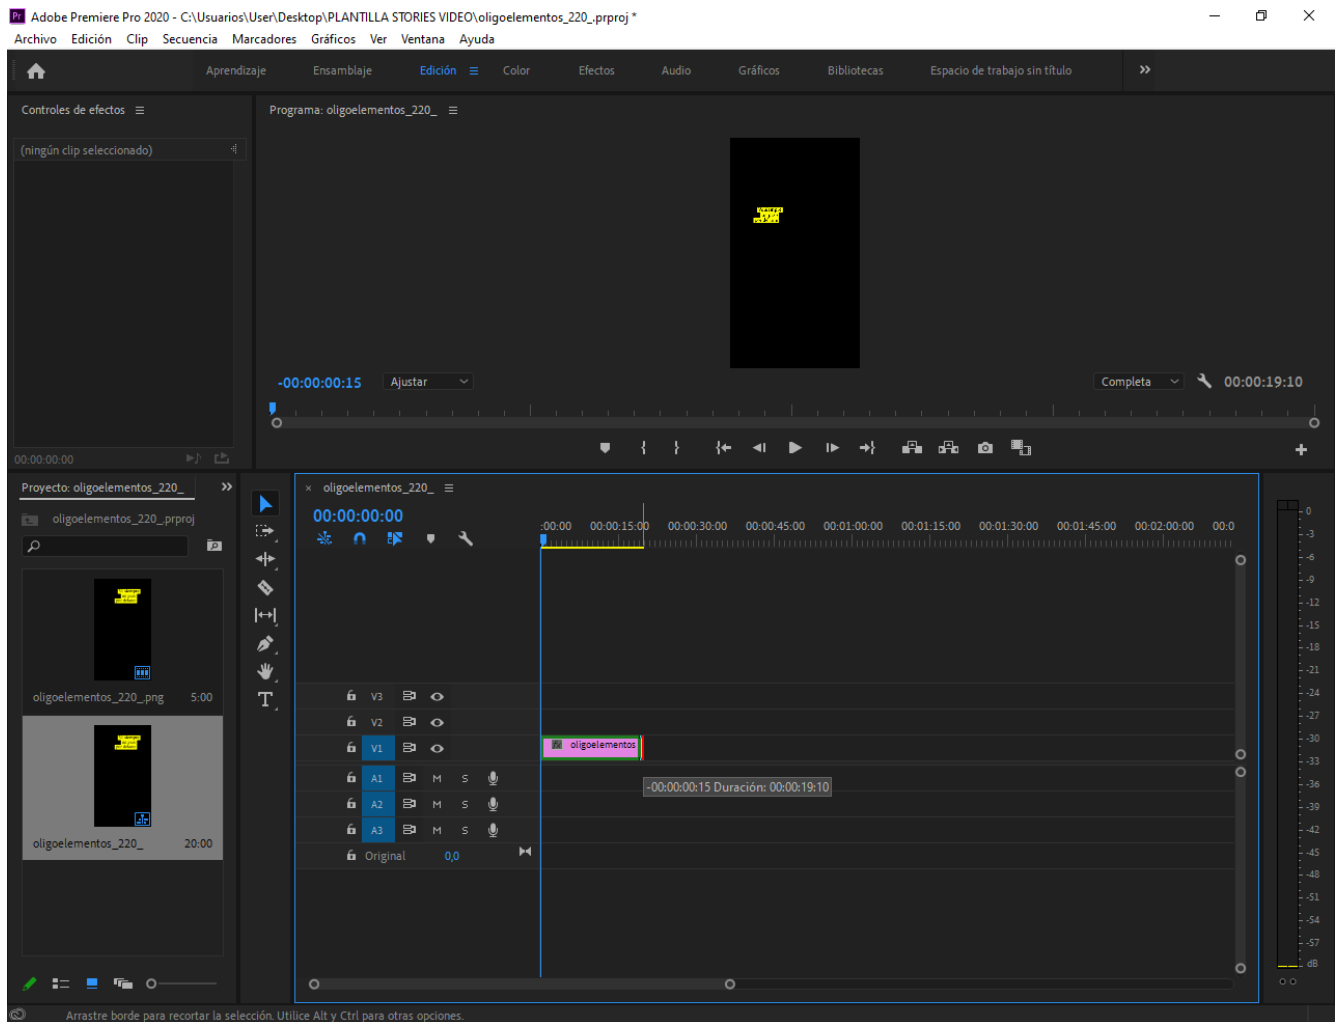 Pr Adobe Premiere Pro 2020 - C:\Usuarios\User\Desktop\PLANTILLA STORIES VIDEO\oligoelementos_220_.prproj *
Archivo Edición Clip Secuencia Marcadores Gráficos Ver Ventana Ayuda
Aprendizaje Ensamblaje Edición Color Efectos Audio Gráficos Bibliotecas Espacio de trabajo sin título
Controles de efectos
Programa: oligoelementos_220_
(ningún clip seleccionado)
-00:00:00:15 Ajustar Completa 00:00:19:10
00:00:00:00
Proyecto: oligoelementos_220_
oligoelementos_220_.prproj
oligoelementos_220_.png 5:00
oligoelementos_220_ 20:00
× oligoelementos_220_
00:00:00:00
:00:00 00:00:15:00 00:00:30:00 00:00:45:00 00:01:00:00 00:01:15:00 00:01:30:00 00:01:45:00 00:02:00:00 00:0
V3
V2
V1 fx oligoelementos
A1 M S
-00:00:00:15 Duración: 00:00:19:10
A2 M S
A3 M S
Original 0,0
0
-3
-6
-9
-12
-15
-18
-21
-24
-27
-30
-33
-36
-39
-42
-45
-48
-51
-54
-57
dB
Arrastre borde para recortar la selección. Utilice Alt y Ctrl para otras opciones.